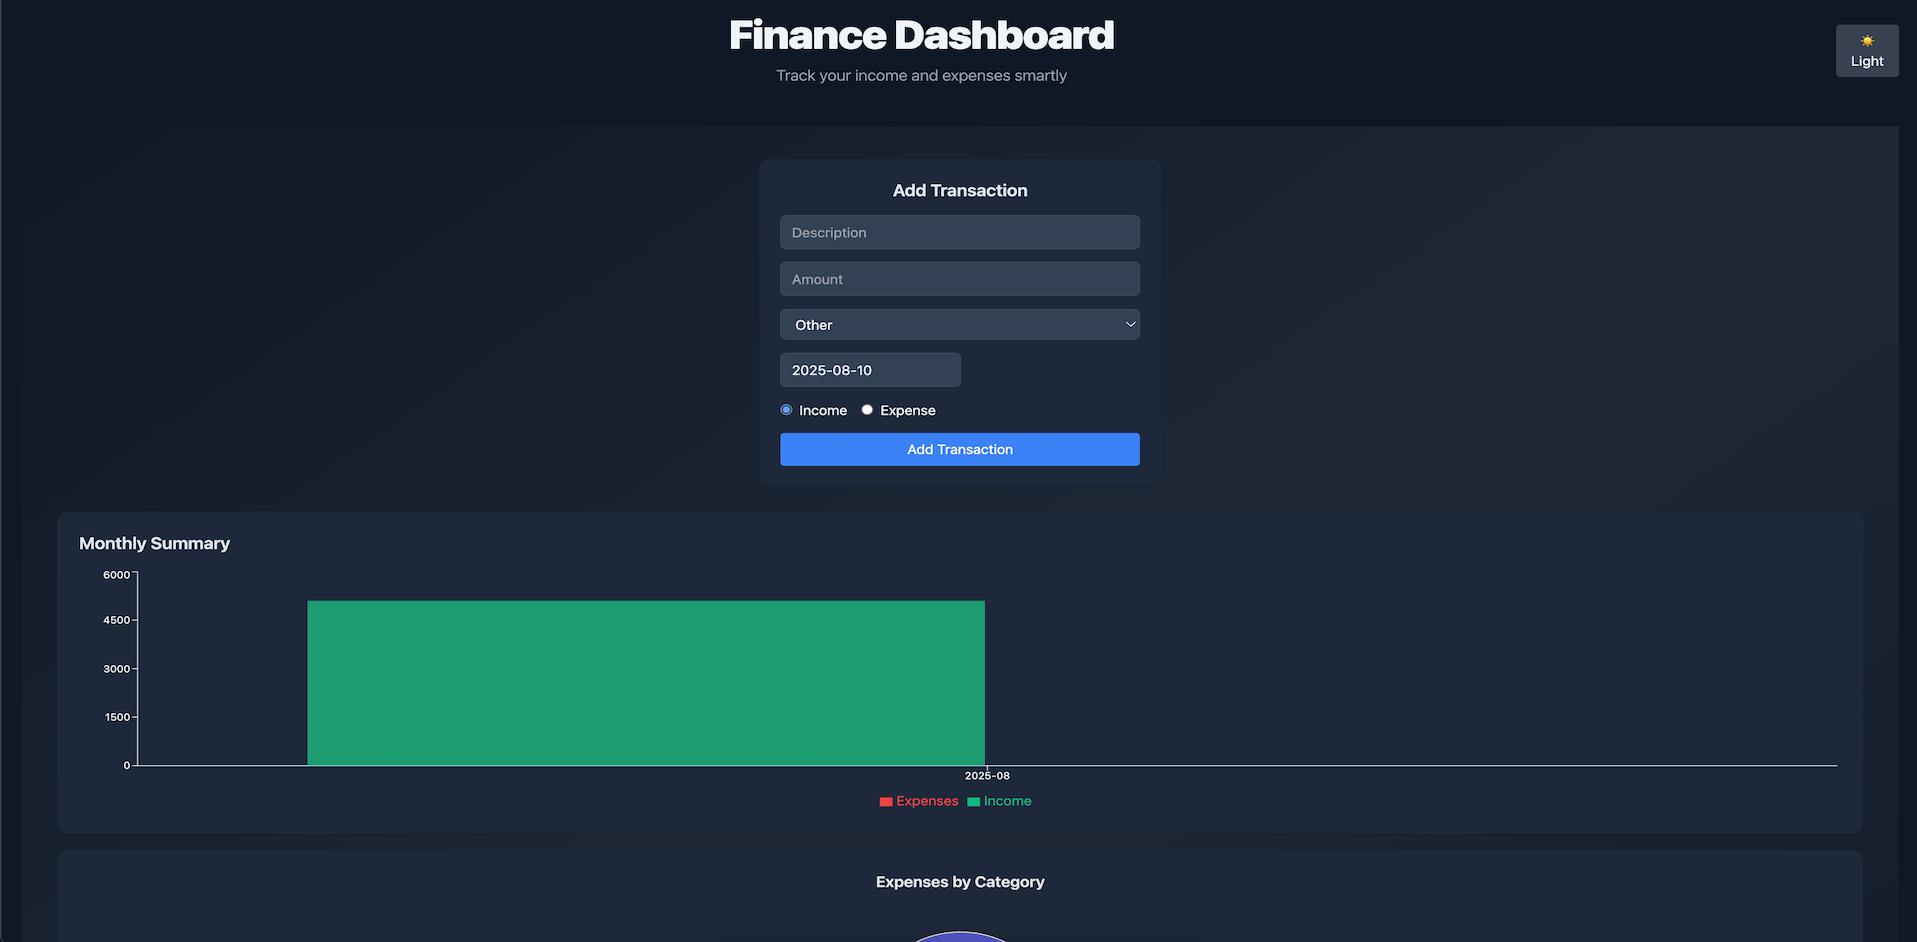 Finance Dashboard
Track your income and expenses smartly
Light
Add Transaction
Description
Amount
Other
2025-08-10
Income Expense
Add Transaction
Monthly Summary
6000
4500
3000
1500
0
2025-08
Expenses Income
Expenses by Category